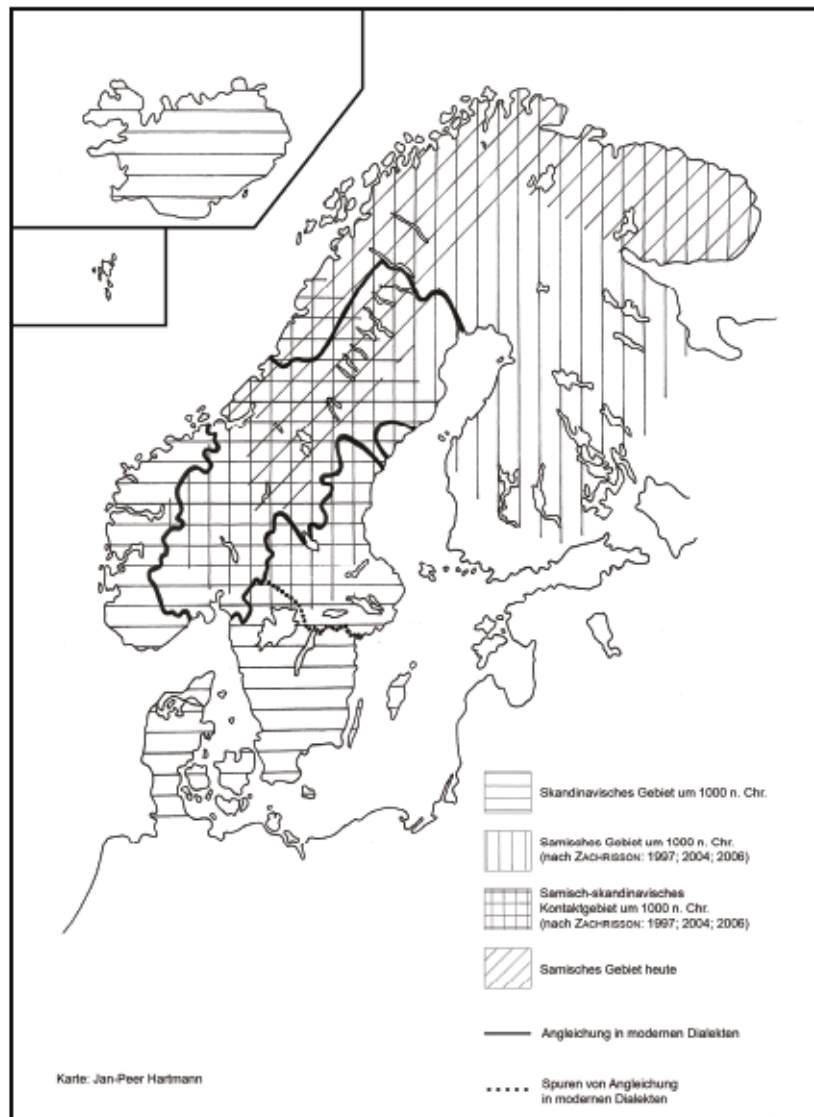 Skandinavisches Gebiet um 1000 n. Chr.
Samisches Gebiet um 1000 n. Chr.
(nach ZACHRISSON: 1997; 2004; 2006)
Samisch-skandinavisches
Kontaktgebiet um 1000 n. Chr.
(nach ZACHRISSON: 1997; 2004; 2006)
Samisches Gebiet heute
Angleichung in modernen Dialekten
Spuren von Angleichung
in modernen Dialekten
Karte: Jan-Peer Hartmann